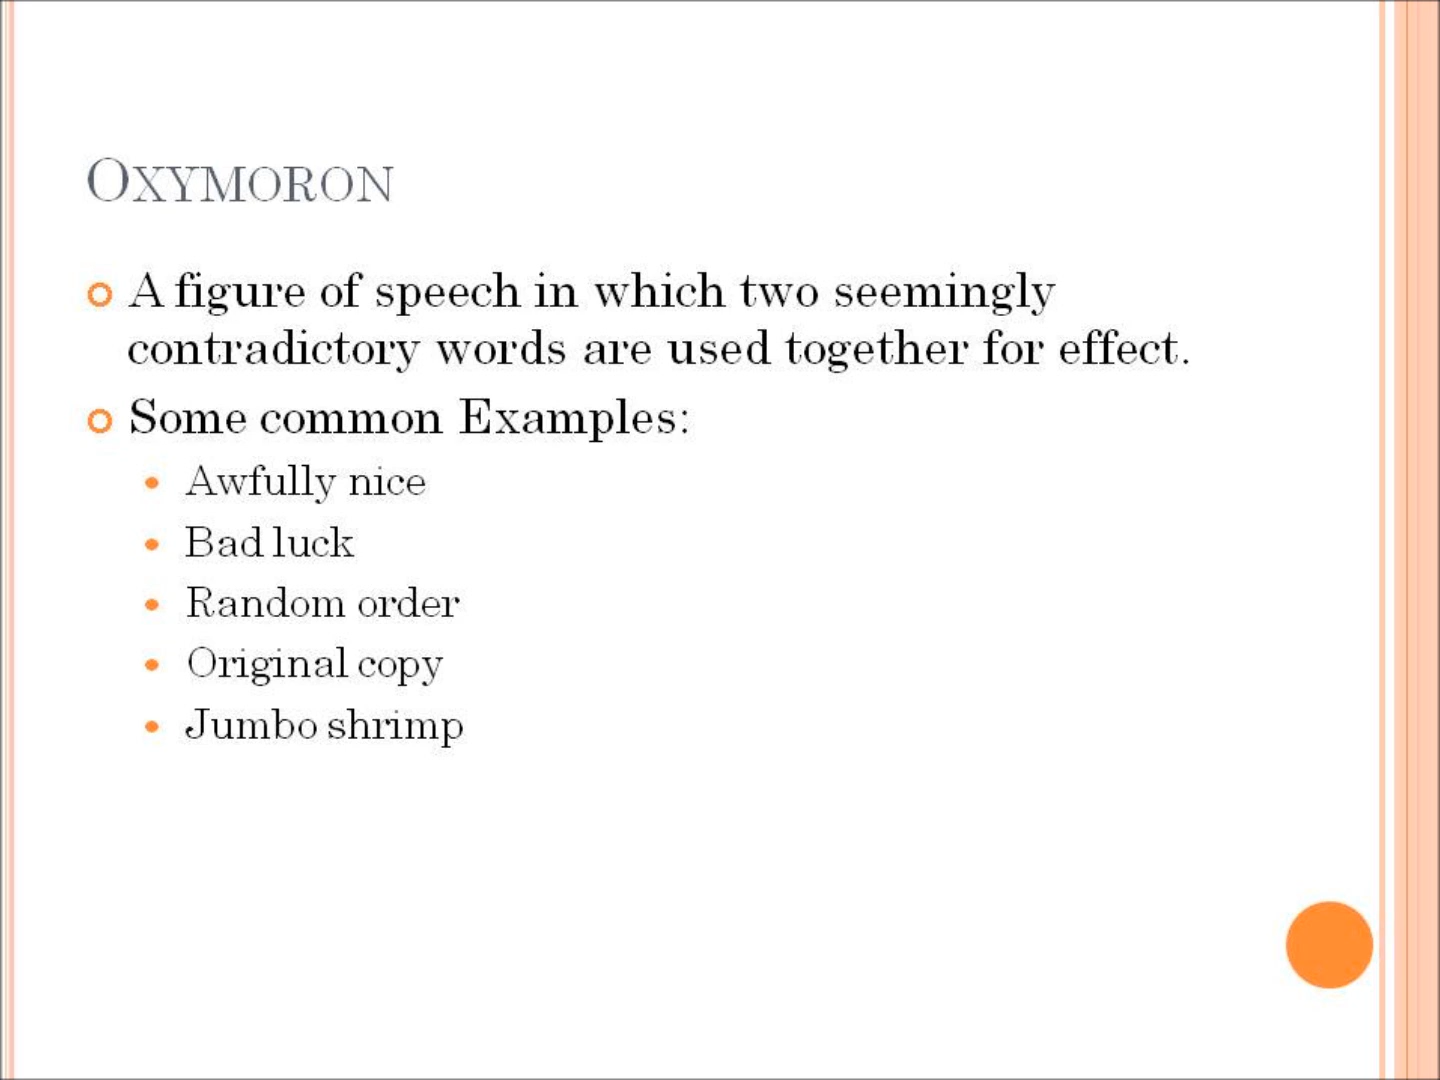 OXYMORON
A figure of speech in which two seemingly
contradictory words are used together for effect.
Some common Examples:
Awfully nice
Bad luck
Random order
Original copy
Jumbo shrimp